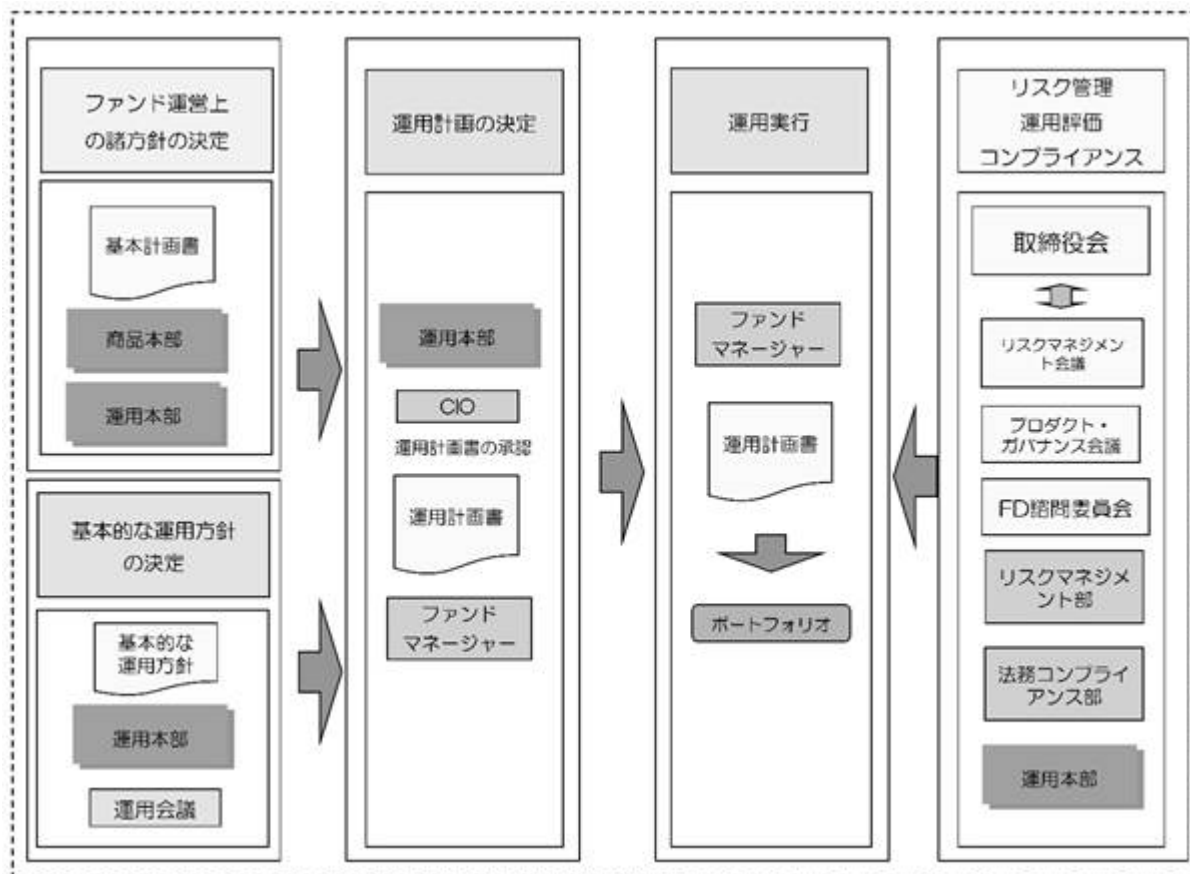 ファンド運営上
の諸方針の決定
基本計画書
商品本部
運用本部
基本的な運用方針
の決定
基本的な
運用方針
運用本部
運用会議
運用計画の決定
運用本部
CIO
運用計画書の承認
運用計画書
ファンド
マネージャー
運用実行
ファンド
マネージャー
運用計画書
ポートフォリオ
リスク管理
運用評価
コンプライアンス
取締役会
リスクマネジメン
ト会議
プロダクト・
ガバナンス会議
FD諮問委員会
リスクマネジメ
ント部
法務コンプライ
アンス部
運用本部